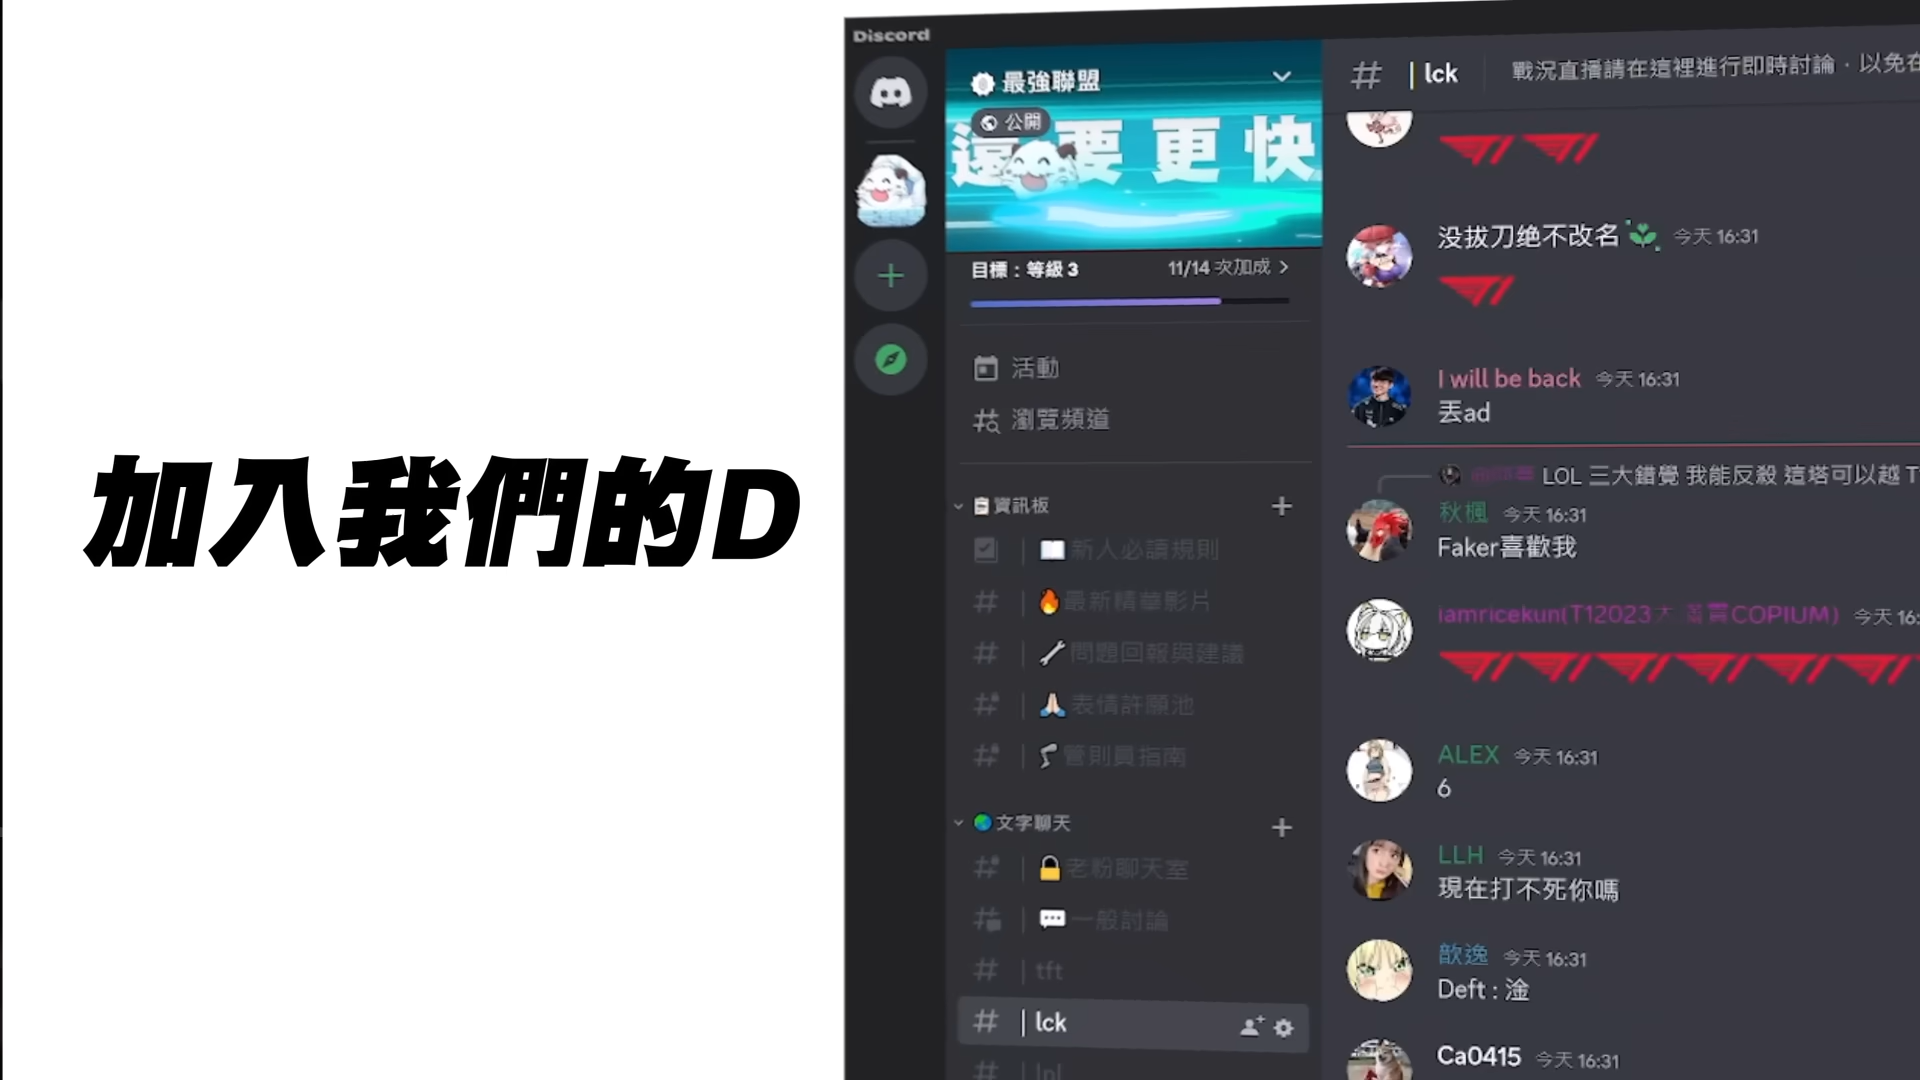 加入我們的D
Discord
最強聯盟
公開
還要更快
目標：等級 3
11/14 次加成
活動
瀏覽頻道
資訊板
新人必讀規則
最新精華影片
問題回報與建議
表情許願池
指南
文字聊天
老粉聊天室
一般討論
tft
lck
lck
戰況直播請在這裡進行即時討論，以免在
没拔刀绝不改名 今天 16:31
I will be back 今天 16:31
丟ad
LOL 三大錯覺 我能反殺 這塔可以越 T
秋楓 今天 16:31
Faker喜歡我
iamricekun(T12023大 COPIUM) 今天 16:
ALEX 今天 16:31
6
LLH 今天 16:31
現在打不死你嗎
歆逸 今天 16:31
Deft : 淦
Ca0415 今天 16:31